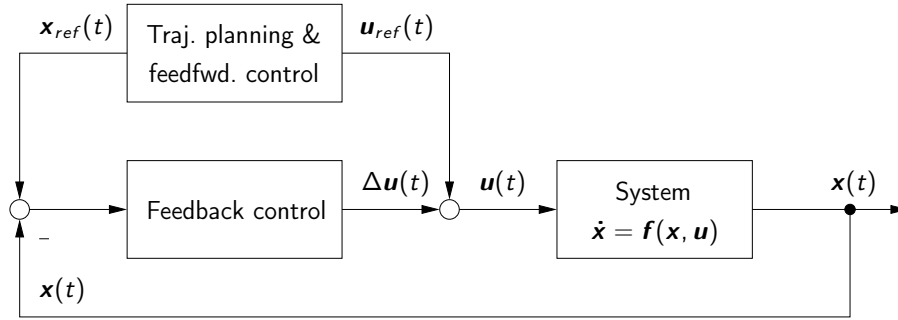 x_ref(t)
Traj. planning &
feedfwd. control
u_ref(t)
Feedback control
Δu(t)
u(t)
System
ẋ = f(x, u)
x(t)
–
x(t)